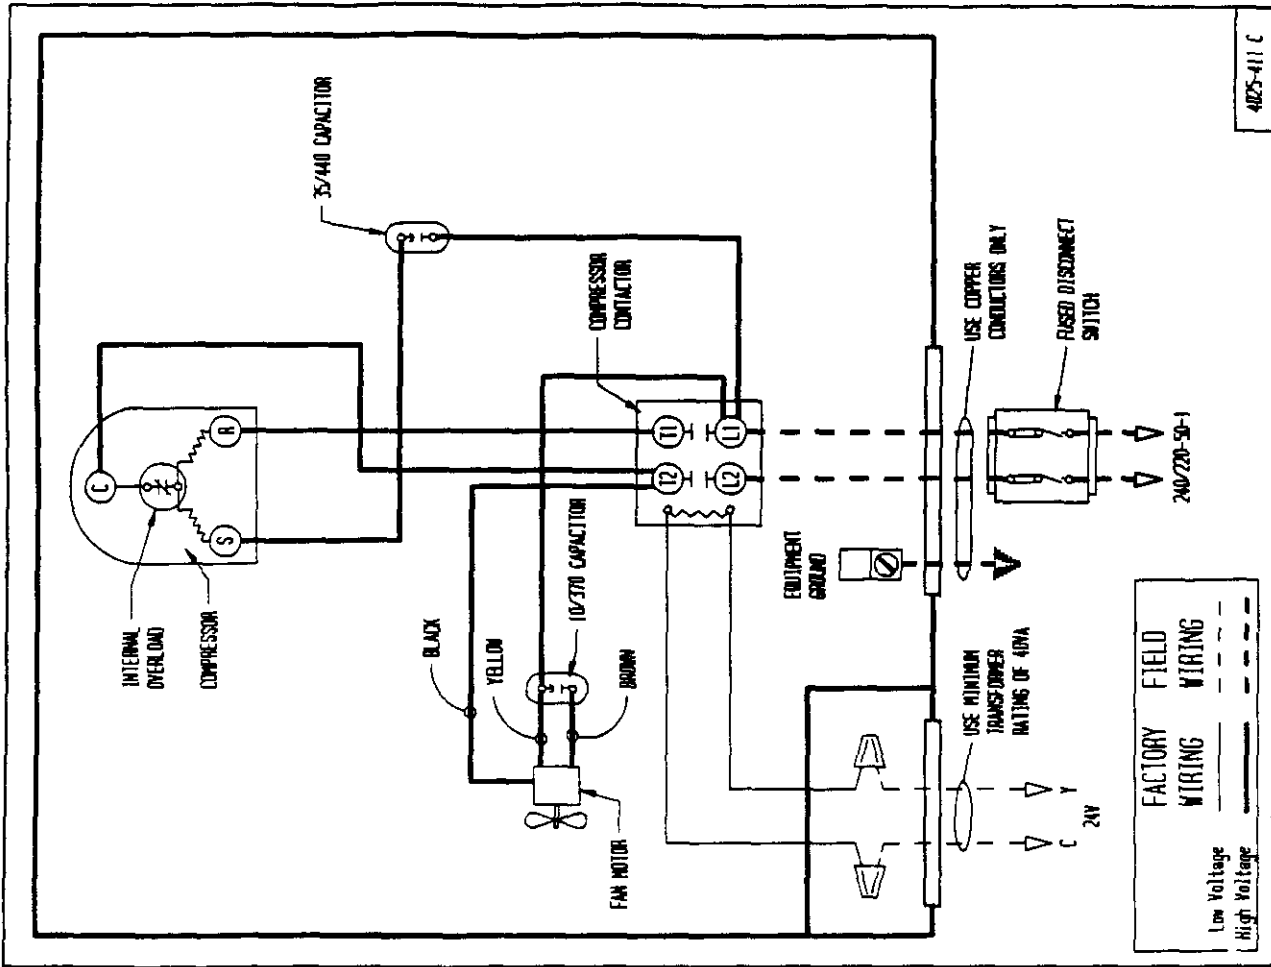 4025-411 C
35/440 CAPACITOR
C
R
S
INTERNAL
OVERLOAD
COMPRESSOR
COMPRESSOR
CONTACTOR
T1
L1
T2
L2
BLACK
YELLOW
10/370 CAPACITOR
BROWN
FAN MOTOR
EQUIPMENT
GROUND
USE COPPER
CONDUCTORS ONLY
FUSED DISCONNECT
SWITCH
240/220-50-1
USE MINIMUM
TRANSFORMER
RATING OF 40VA
Y
C
24V
FACTORY
WIRING
FIELD
WIRING
Low Voltage
High Voltage